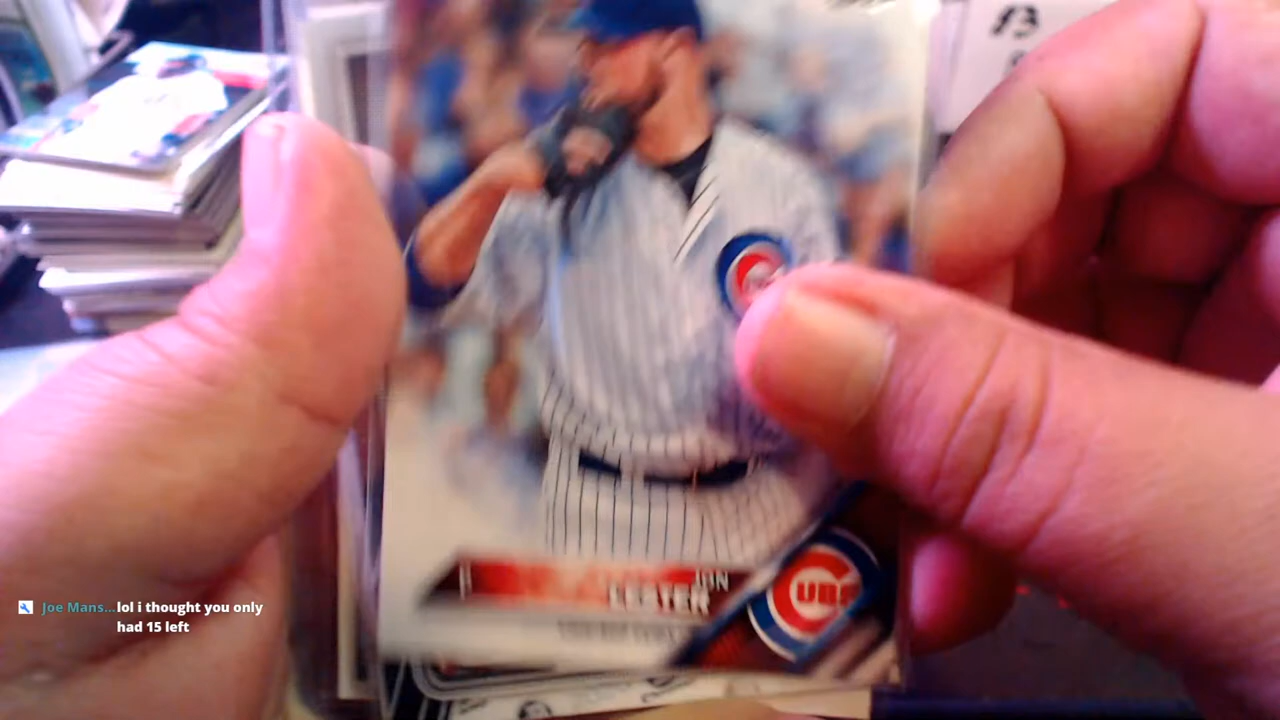 JON
LESTER
CUBS
Joe Mans...lol i thought you only
had 15 left